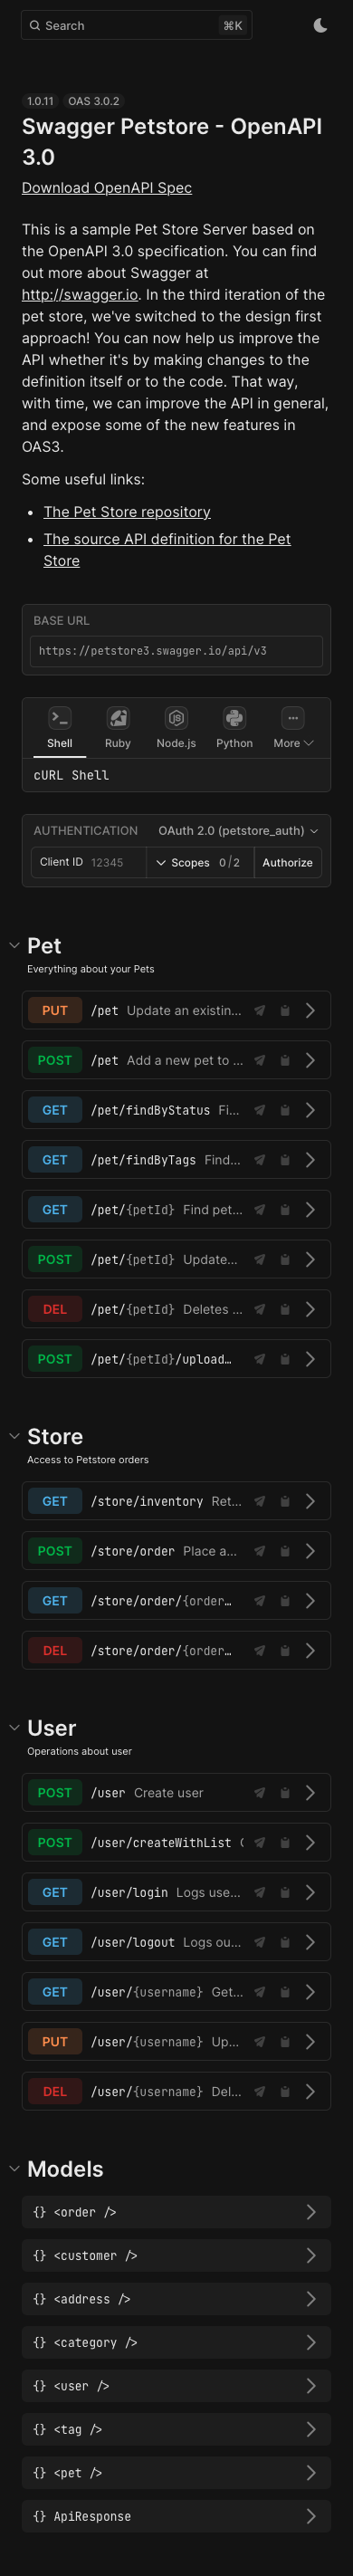 Search ⌘K
1.0.11 OAS 3.0.2
Swagger Petstore - OpenAPI
3.0
Download OpenAPI Spec
This is a sample Pet Store Server based on
the OpenAPI 3.0 specification. You can find
out more about Swagger at
http://swagger.io. In the third iteration of the
pet store, we've switched to the design first
approach! You can now help us improve the
API whether it's by making changes to the
definition itself or to the code. That way,
with time, we can improve the API in general,
and expose some of the new features in
OAS3.
Some useful links:
• The Pet Store repository
• The source API definition for the Pet
Store
BASE URL
https://petstore3.swagger.io/api/v3
Shell Ruby Node.js Python More
cURL Shell
AUTHENTICATION OAuth 2.0 (petstore_auth)
Client ID 12345 Scopes 0/2 Authorize
Pet
Everything about your Pets
PUT /pet Update an existin...
POST /pet Add a new pet to ...
GET /pet/findByStatus Fi...
GET /pet/findByTags Find...
GET /pet/{petId} Find pet...
POST /pet/{petId} Update...
DEL /pet/{petId} Deletes ...
POST /pet/{petId}/upload…
Store
Access to Petstore orders
GET /store/inventory Ret...
POST /store/order Place a...
GET /store/order/{order…
DEL /store/order/{order…
User
Operations about user
POST /user Create user
POST /user/createWithList
GET /user/login Logs use...
GET /user/logout Logs ou...
GET /user/{username} Get...
PUT /user/{username} Up...
DEL /user/{username} Del...
Models
{} <order />
{} <customer />
{} <address />
{} <category />
{} <user />
{} <tag />
{} <pet />
{} ApiResponse